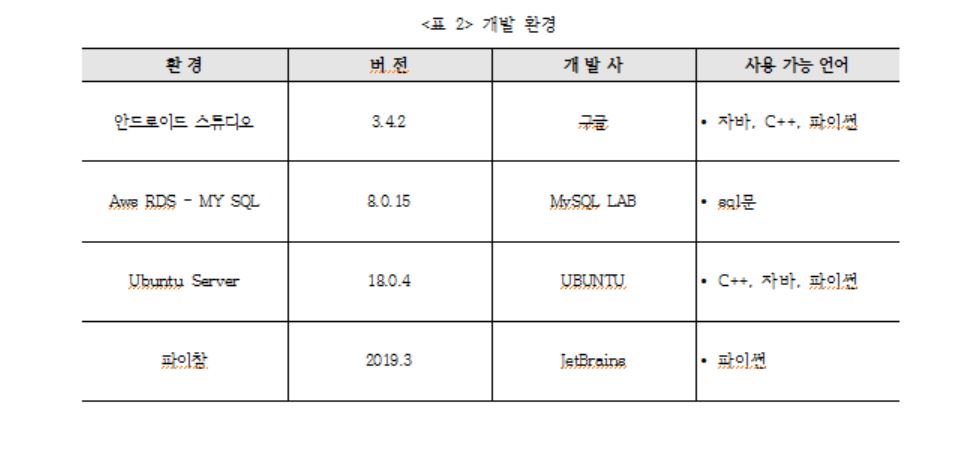 <표 2> 개발 환경
환 경 버 전 개 발 사 사용 가능 언어
안드로이드 스튜디오 3.4.2 구글 • 자바, C++, 파이썬
Aws RDS - MY SQL 8.0.15 MySQL LAB • sql문
Ubuntu Server 18.0.4 UBUNTU • C++, 자바, 파이썬
파이참 2019.3 JetBrains • 파이썬